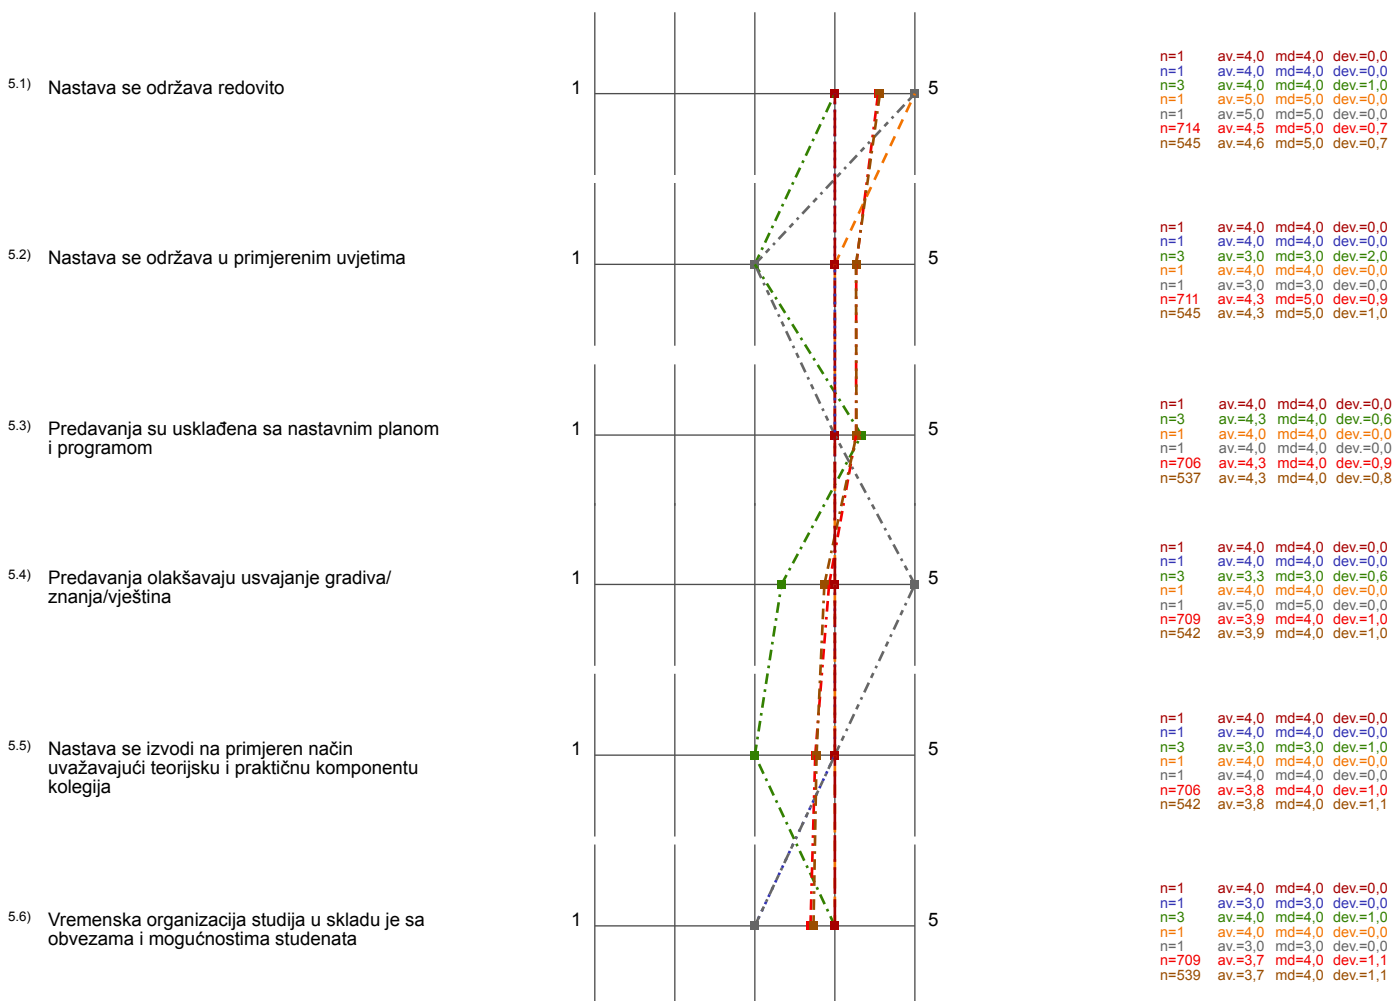 5.1) Nastava se održava redovito
1 5
n=1 av.=4,0 md=4,0 dev.=0,0
n=1 av.=4,0 md=4,0 dev.=0,0
n=3 av.=4,0 md=4,0 dev.=1,0
n=1 av.=5,0 md=5,0 dev.=0,0
n=1 av.=5,0 md=5,0 dev.=0,0
n=714 av.=4,5 md=5,0 dev.=0,7
n=545 av.=4,6 md=5,0 dev.=0,7
5.2) Nastava se održava u primjerenim uvjetima
1 5
n=1 av.=4,0 md=4,0 dev.=0,0
n=1 av.=4,0 md=4,0 dev.=0,0
n=3 av.=3,0 md=3,0 dev.=2,0
n=1 av.=4,0 md=4,0 dev.=0,0
n=1 av.=3,0 md=3,0 dev.=0,0
n=711 av.=4,3 md=5,0 dev.=0,9
n=545 av.=4,3 md=5,0 dev.=1,0
5.3) Predavanja su usklađena sa nastavnim planom
i programom
1 5
n=1 av.=4,0 md=4,0 dev.=0,0
n=3 av.=4,3 md=4,0 dev.=0,6
n=1 av.=4,0 md=4,0 dev.=0,0
n=1 av.=4,0 md=4,0 dev.=0,0
n=706 av.=4,3 md=4,0 dev.=0,9
n=537 av.=4,3 md=4,0 dev.=0,8
5.4) Predavanja olakšavaju usvajanje gradiva/
znanja/vještina
1 5
n=1 av.=4,0 md=4,0 dev.=0,0
n=1 av.=4,0 md=4,0 dev.=0,0
n=3 av.=3,3 md=3,0 dev.=0,6
n=1 av.=4,0 md=4,0 dev.=0,0
n=1 av.=5,0 md=5,0 dev.=0,0
n=709 av.=3,9 md=4,0 dev.=1,0
n=542 av.=3,9 md=4,0 dev.=1,0
5.5) Nastava se izvodi na primjeren način
uvažavajući teorijsku i praktičnu komponentu
kolegija
1 5
n=1 av.=4,0 md=4,0 dev.=0,0
n=1 av.=4,0 md=4,0 dev.=0,0
n=3 av.=3,0 md=3,0 dev.=1,0
n=1 av.=4,0 md=4,0 dev.=0,0
n=1 av.=4,0 md=4,0 dev.=0,0
n=706 av.=3,8 md=4,0 dev.=1,0
n=542 av.=3,8 md=4,0 dev.=1,1
5.6) Vremenska organizacija studija u skladu je sa
obvezama i mogućnostima studenata
1 5
n=1 av.=4,0 md=4,0 dev.=0,0
n=1 av.=3,0 md=3,0 dev.=0,0
n=3 av.=4,0 md=4,0 dev.=1,0
n=1 av.=4,0 md=4,0 dev.=0,0
n=1 av.=3,0 md=3,0 dev.=0,0
n=709 av.=3,7 md=4,0 dev.=1,1
n=539 av.=3,7 md=4,0 dev.=1,1